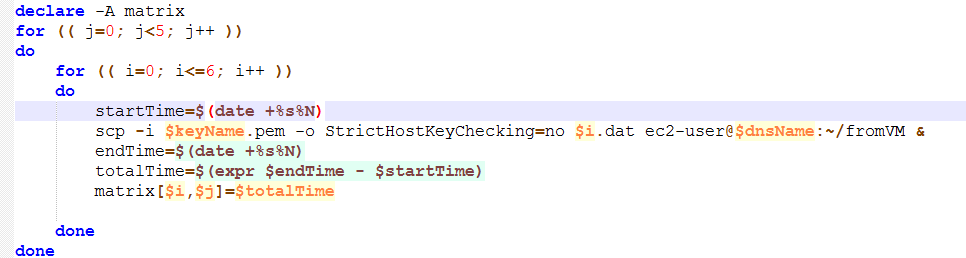 declare -A matrix
for (( j=0; j<5; j++ ))
do
    for (( i=0; i<=6; i++ ))
    do
        startTime=$(date +%s%N)
        scp -i $keyName.pem -o StrictHostKeyChecking=no $i.dat ec2-user@$dnsName:~/fromVM &
        endTime=$(date +%s%N)
        totalTime=$(expr $endTime - $startTime)
        matrix[$i,$j]=$totalTime
    done
done